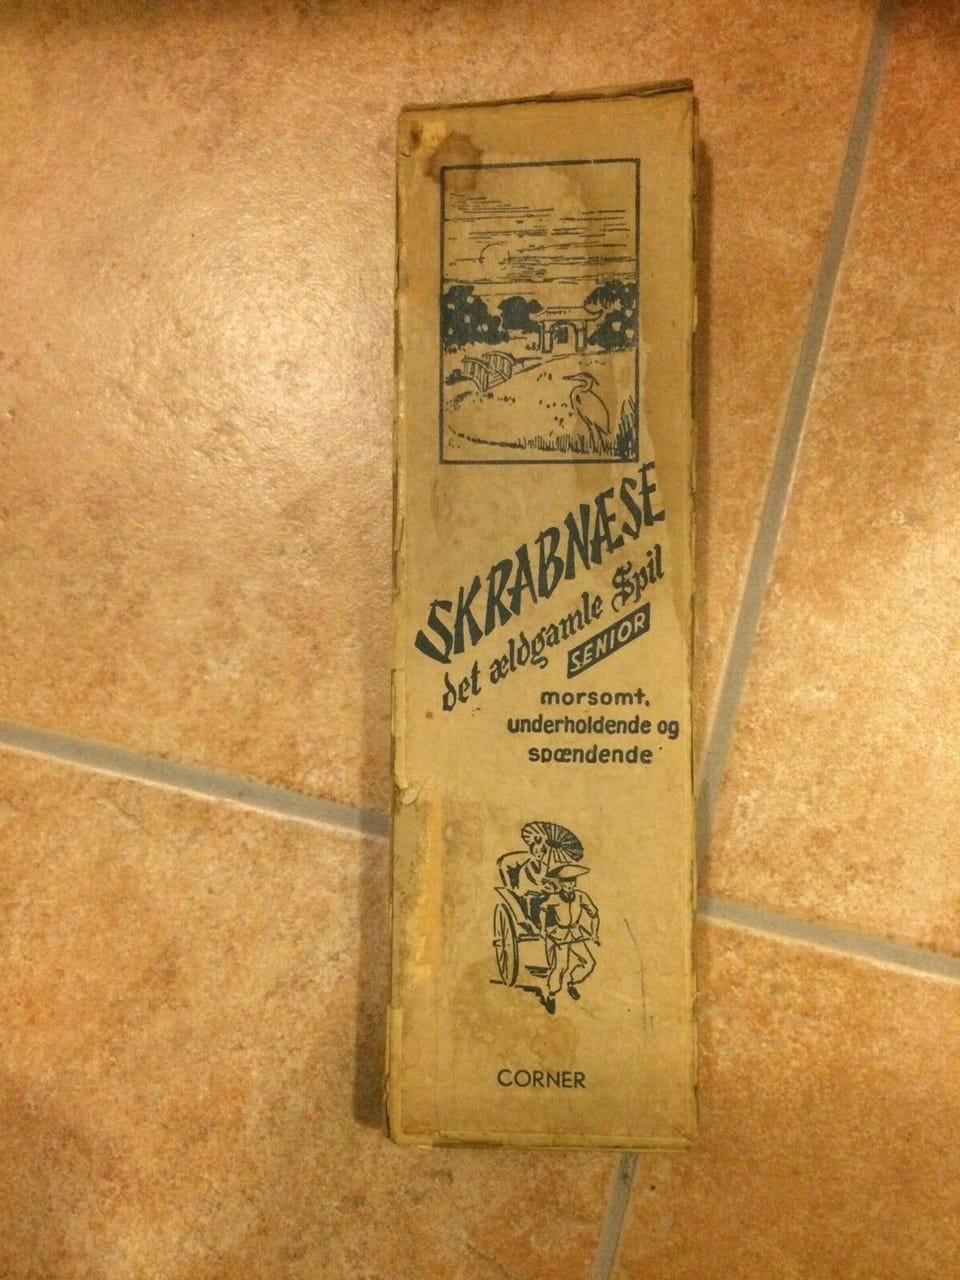 SKRABNÆSE
det ældgamle Spil
SENIOR
morsomt,
underholdende og
spændende
CORNER